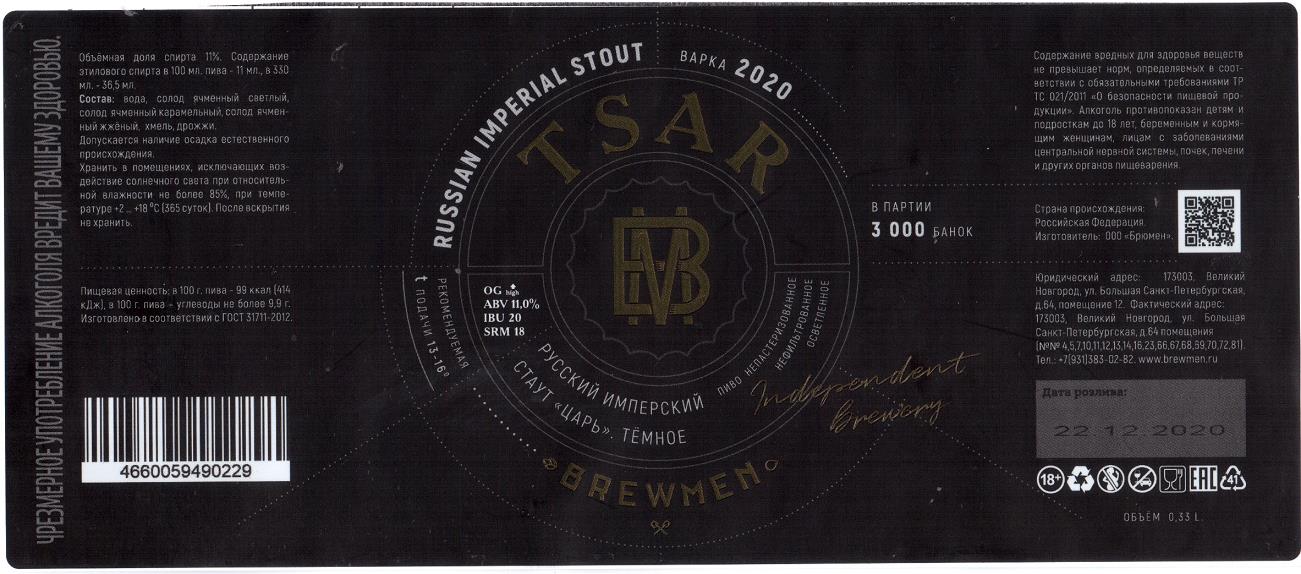 ЧРЕЗМЕРНОЕ УПОТРЕБЛЕНИЕ АЛКОГОЛЯ ВРЕДИТ ВАШЕМУ ЗДОРОВЬЮ.
Объёмная доля спирта 11%. Содержание
этилового спирта в 100 мл. пива - 11 мл., в 330
мл. - 36,5 мл.
Состав: вода, солод ячменный светлый,
солод ячменный карамельный, солод ячмен-
ный жжёный, хмель, дрожжи.
Допускается наличие осадка естественного
происхождения.
Хранить в помещениях, исключающих воз-
действие солнечного света при относитель-
ной влажности не более 85%, при темпе-
ратуре +2 ... +18 °C (365 суток). После вскрытия
не хранить.
Пищевая ценность: в 100 г. пива - 99 ккал (414
кДж), в 100 г. пива - углеводы не более 9,9 г.
Изготовлено в соответствии с ГОСТ 31711-2012.
4660059490229
RUSSIAN IMPERIAL STOUT
ВАРКА 2020
TSAR
РЕКОМЕНДУЕМАЯ
t ПОДАЧИ 13-16°
OG high
ABV 11,0%
IBU 20
SRM 18
РУССКИЙ ИМПЕРСКИЙ
СТАУТ «ЦАРЬ». ТЁМНОЕ
ПИВО НЕПАСТЕРИЗОВАННОЕ
НЕФИЛЬТРОВАННОЕ
ОСВЕТЛЕННОЕ
Independent
Brewery
BREWMEN
В ПАРТИИ
3 000 БАНОК
Содержание вредных для здоровья веществ
не превышает норм, определяемых в соот-
ветствии с обязательными требованиями ТР
ТС 021/2011 «О безопасности пищевой про-
дукции». Алкоголь противопоказан детям и
подросткам до 18 лет, беременным и кормя-
щим женщинам, лицам с заболеваниями
центральной нервной системы, почек, печени
и других органов пищеварения.
Страна происхождения:
Российская Федерация.
Изготовитель: ООО «Брюмен».
Юридический адрес: 173003, Великий
Новгород, ул. Большая Санкт-Петербургская,
д.64, помещение 12. Фактический адрес:
173003, Великий Новгород, ул. Большая
Санкт-Петербургская, д.64 помещения
(№№ 4,5,7,10,11,12,13,14,16,23,66,67,68,69,70,72,81).
Тел.: +7(931)383-02-82. www.brewmen.ru
Дата розлива:
22.12.2020
18+
EAC
41
ОБЪЁМ 0,33 L.